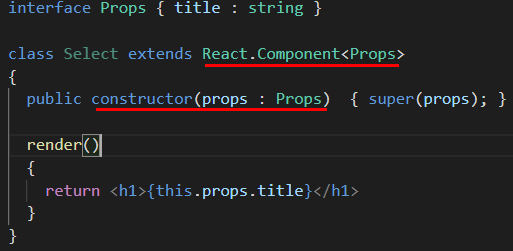 interface Props { title : string }
class Select extends React.Component<Props>
{
public constructor(props : Props) { super(props); }
render()
{
return <h1>{this.props.title}</h1>
}
}